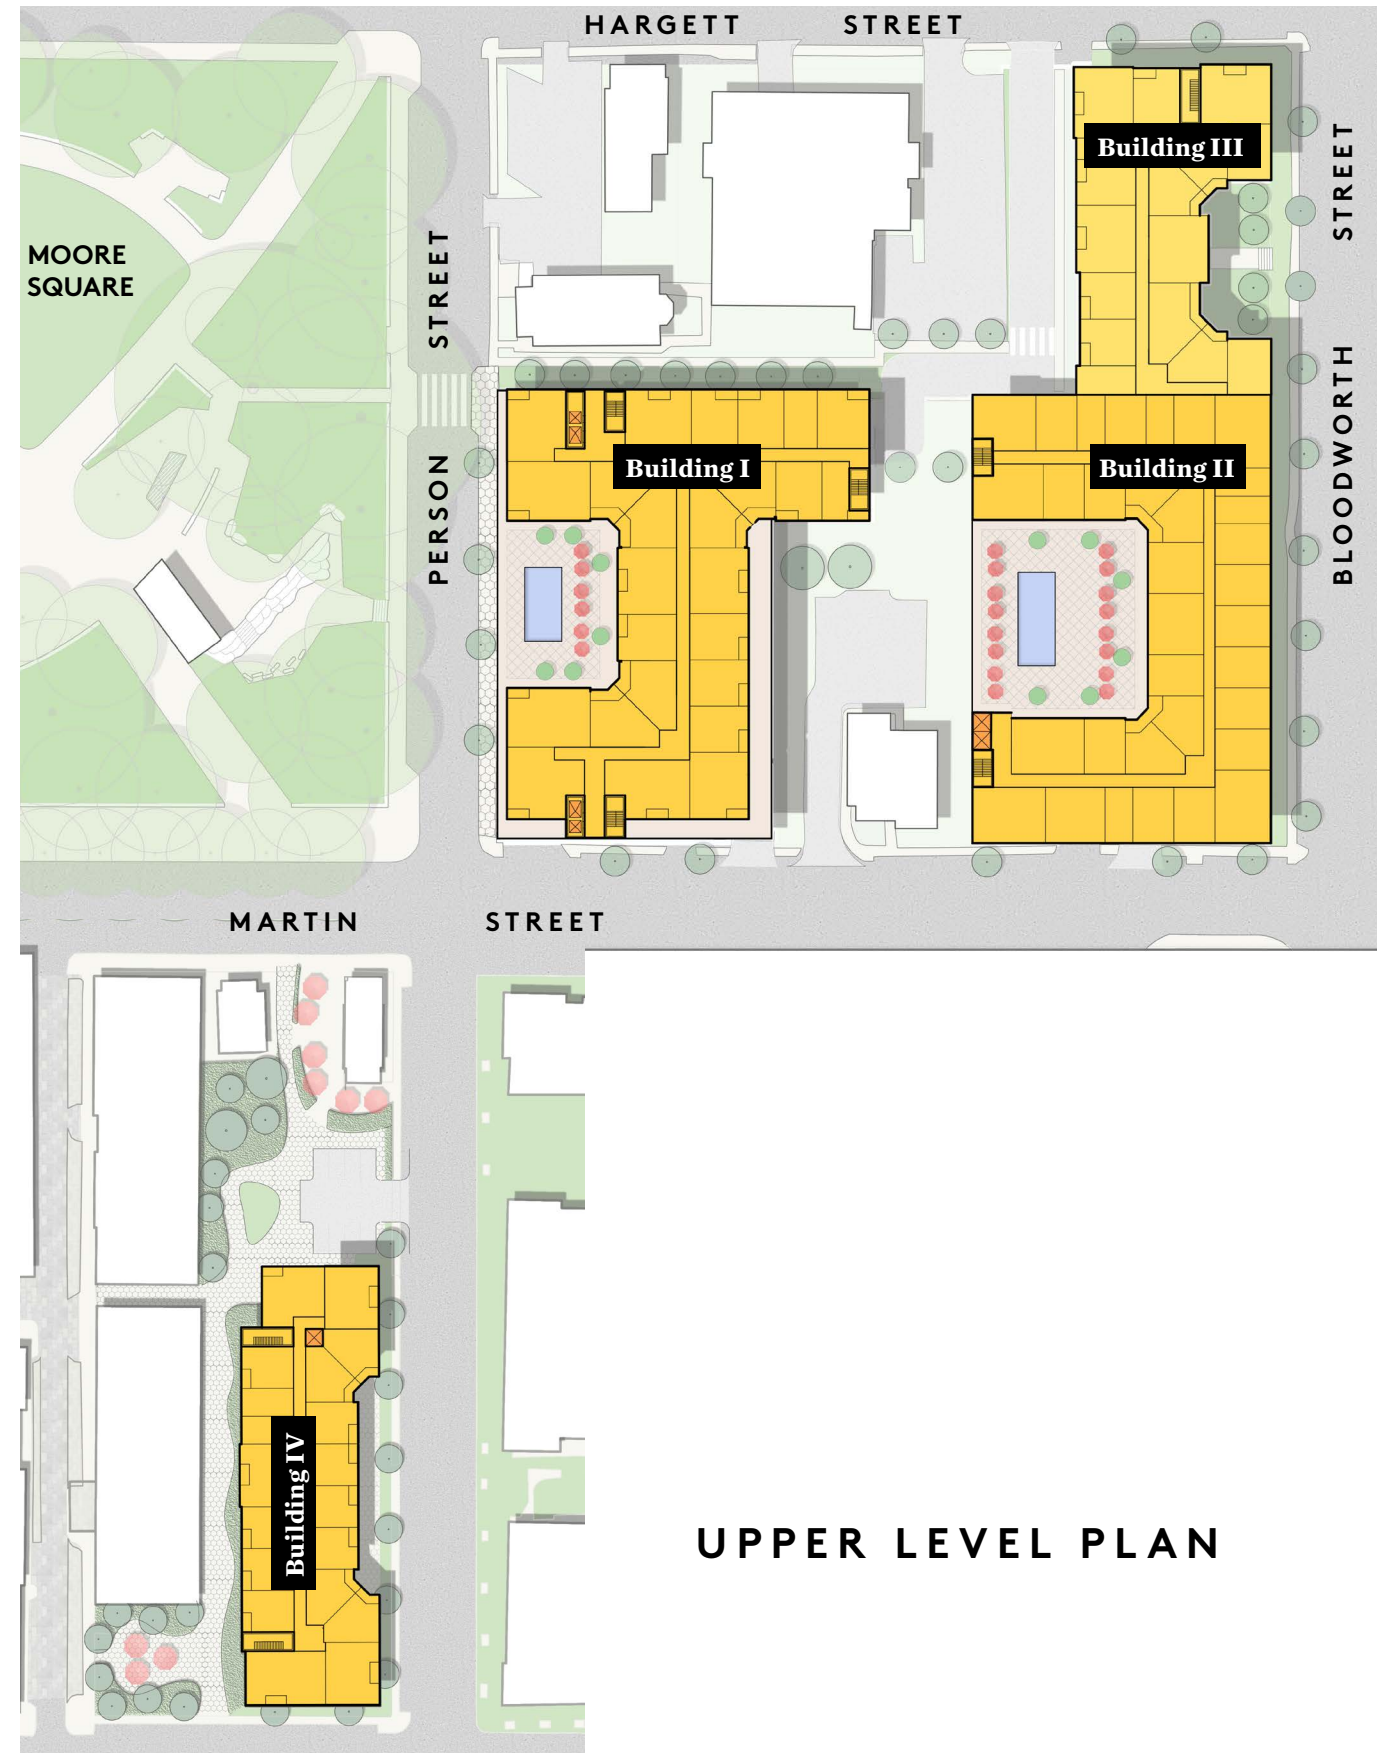 HARGETT STREET
Building III
STREET
MOORE
SQUARE
STREET
BLOODWORTH
PERSON
Building I
Building II
MARTIN STREET
Building IV
UPPER LEVEL PLAN